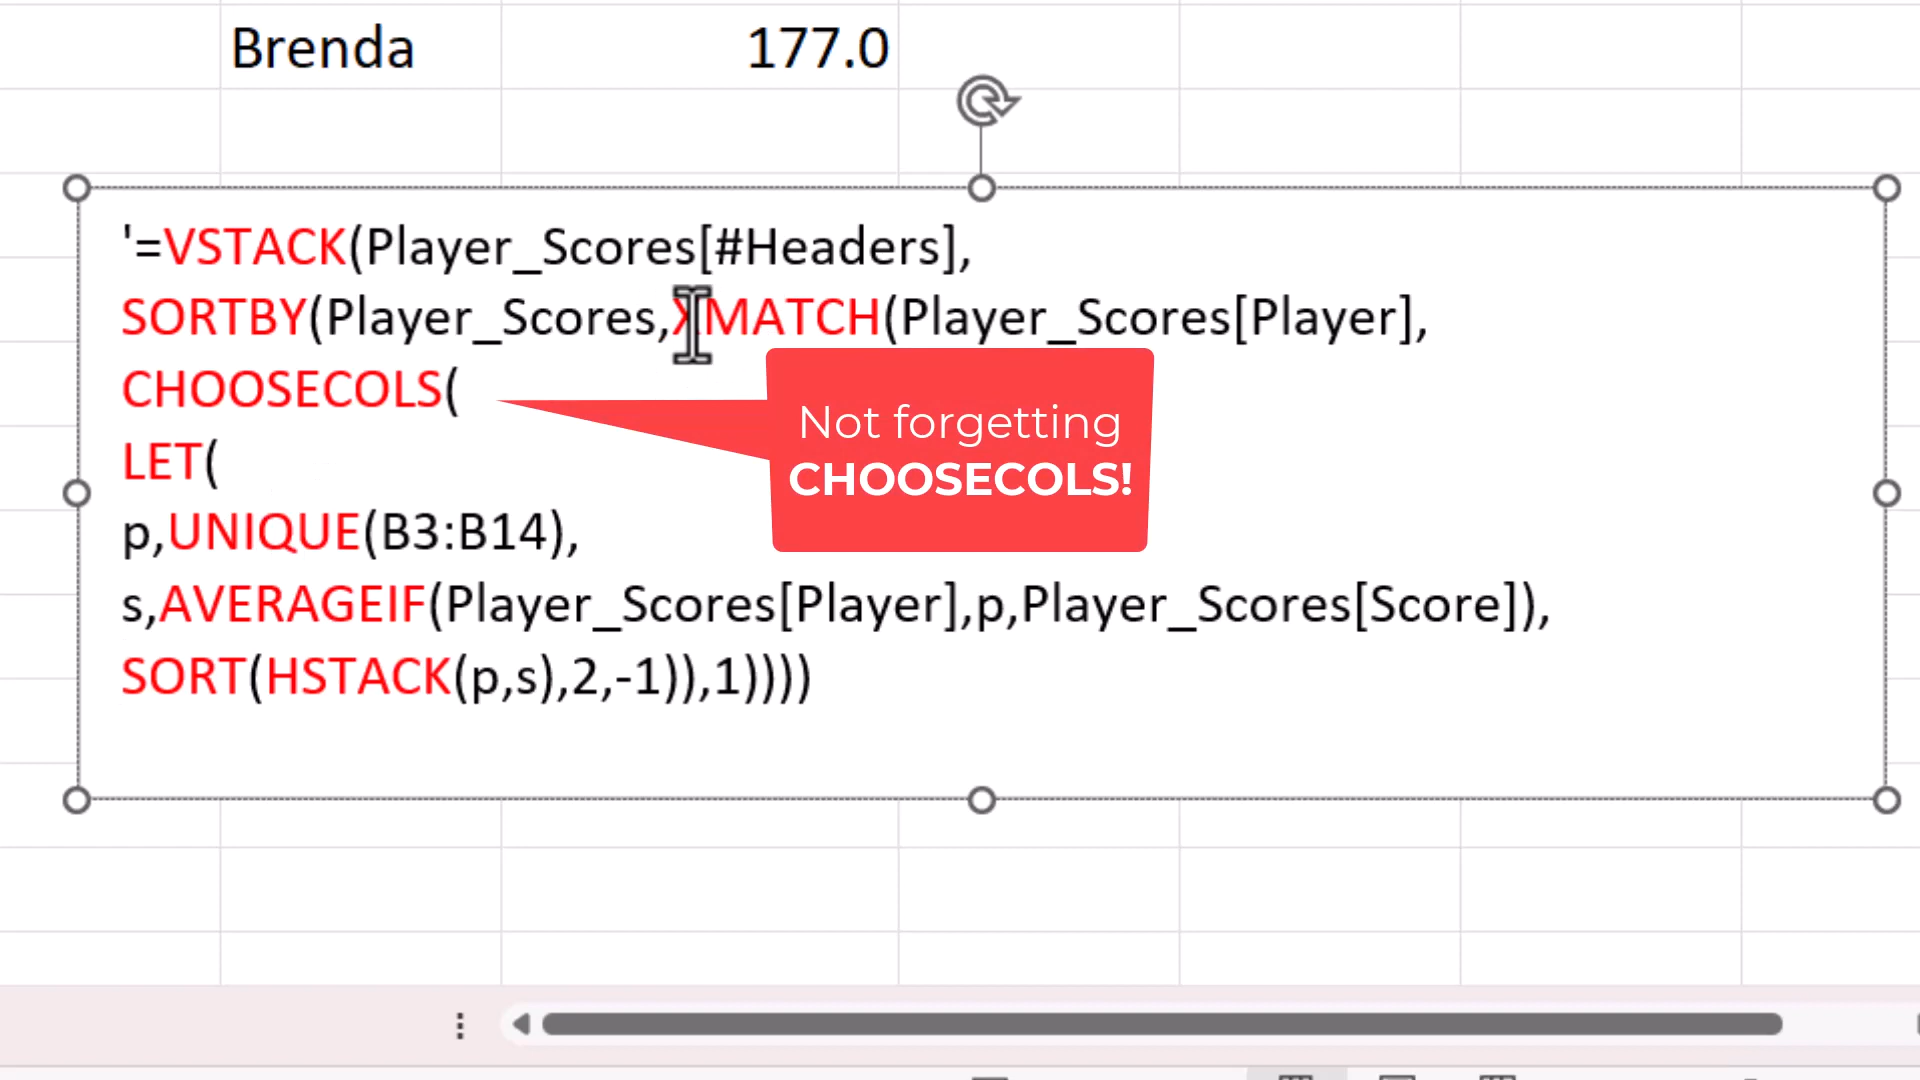 Brenda 177.0
'=VSTACK(Player_Scores[#Headers],
SORTBY(Player_Scores,XMATCH(Player_Scores[Player],
CHOOSECOLS(
LET(
p,UNIQUE(B3:B14),
s,AVERAGEIF(Player_Scores[Player],p,Player_Scores[Score]),
SORT(HSTACK(p,s),2,-1)),1))))
Not forgetting
CHOOSECOLS!